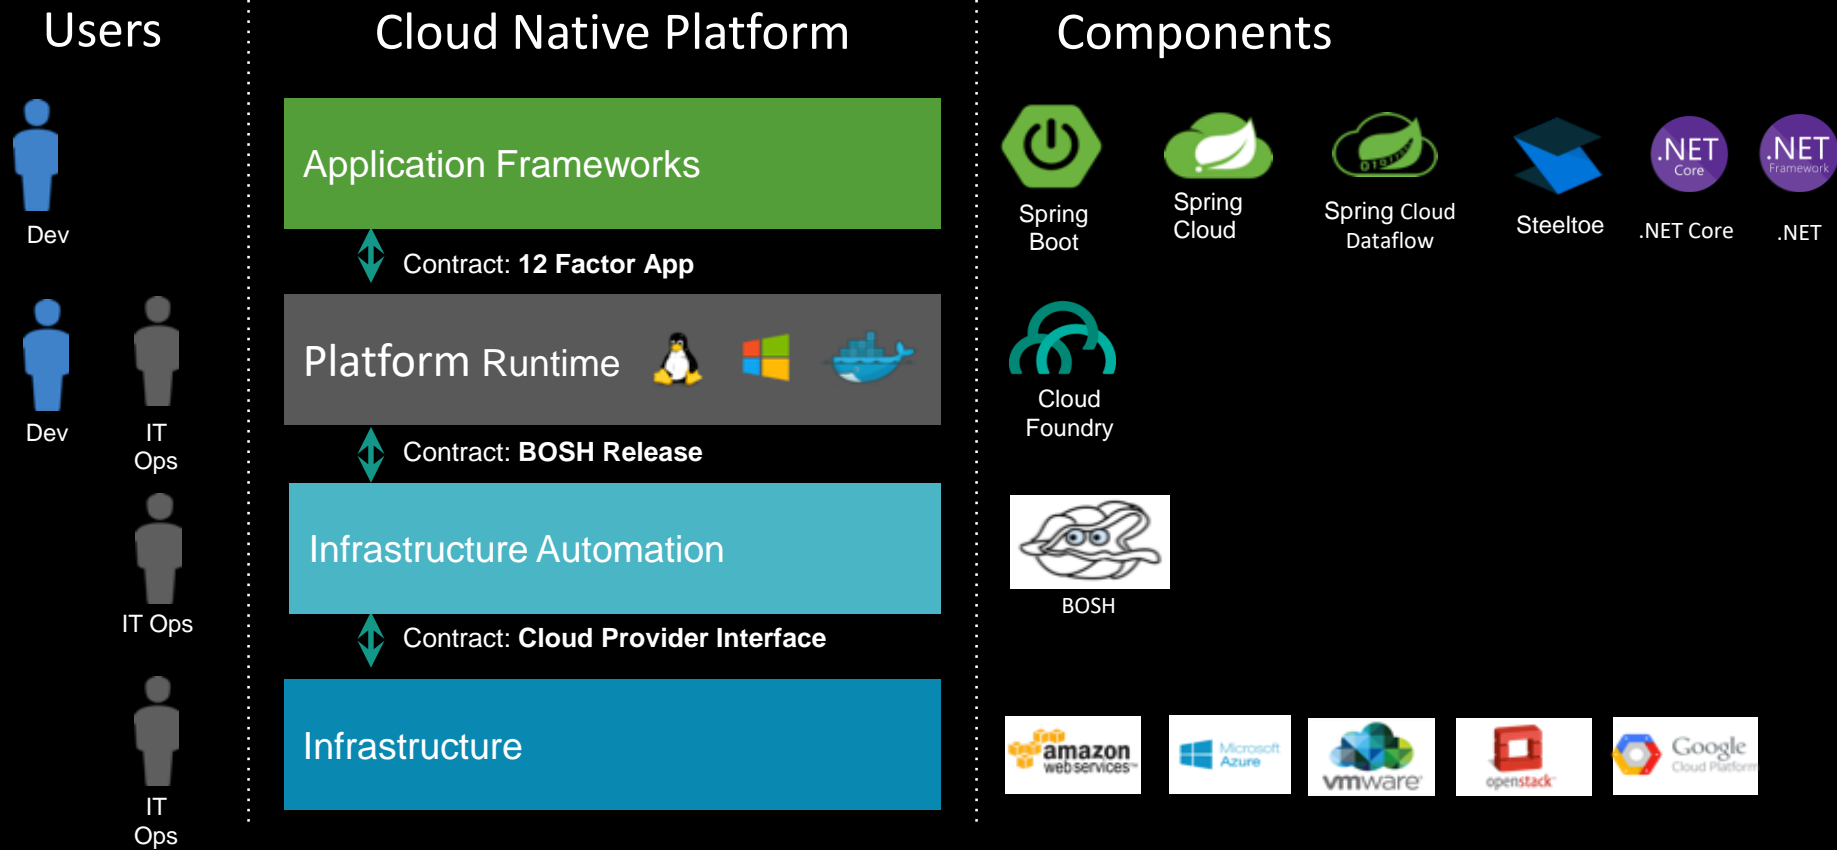 Users
Cloud Native Platform
Components
Dev
Application Frameworks
Spring
Boot
Spring
Cloud
Spring Cloud
Dataflow
Steeltoe
.NET
Core
.NET Core
.NET
Framework
.NET
Contract: 12 Factor App
Dev
IT
Ops
Platform Runtime
Cloud
Foundry
Contract: BOSH Release
IT Ops
Infrastructure Automation
BOSH
Contract: Cloud Provider Interface
IT
Ops
Infrastructure
amazon
webservices™
Microsoft
Azure
vmware
openstack
Google
Cloud Platform